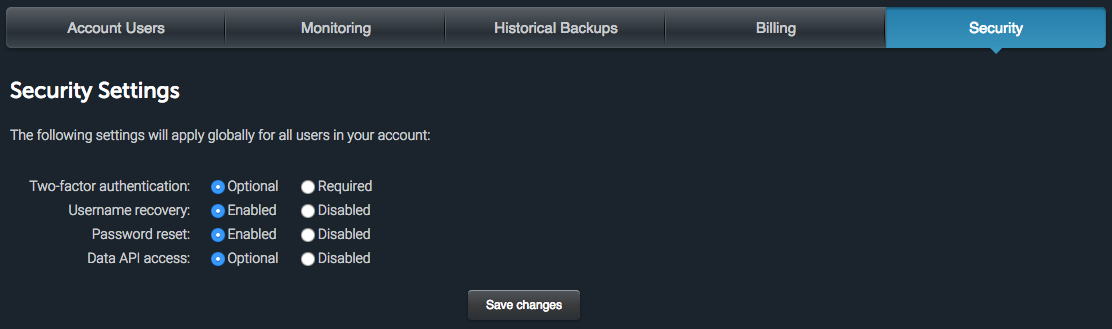 Account Users Monitoring Historical Backups Billing Security
Security Settings
The following settings will apply globally for all users in your account:
Two-factor authentication: Optional Required
Username recovery: Enabled Disabled
Password reset: Enabled Disabled
Data API access: Optional Disabled
Save changes